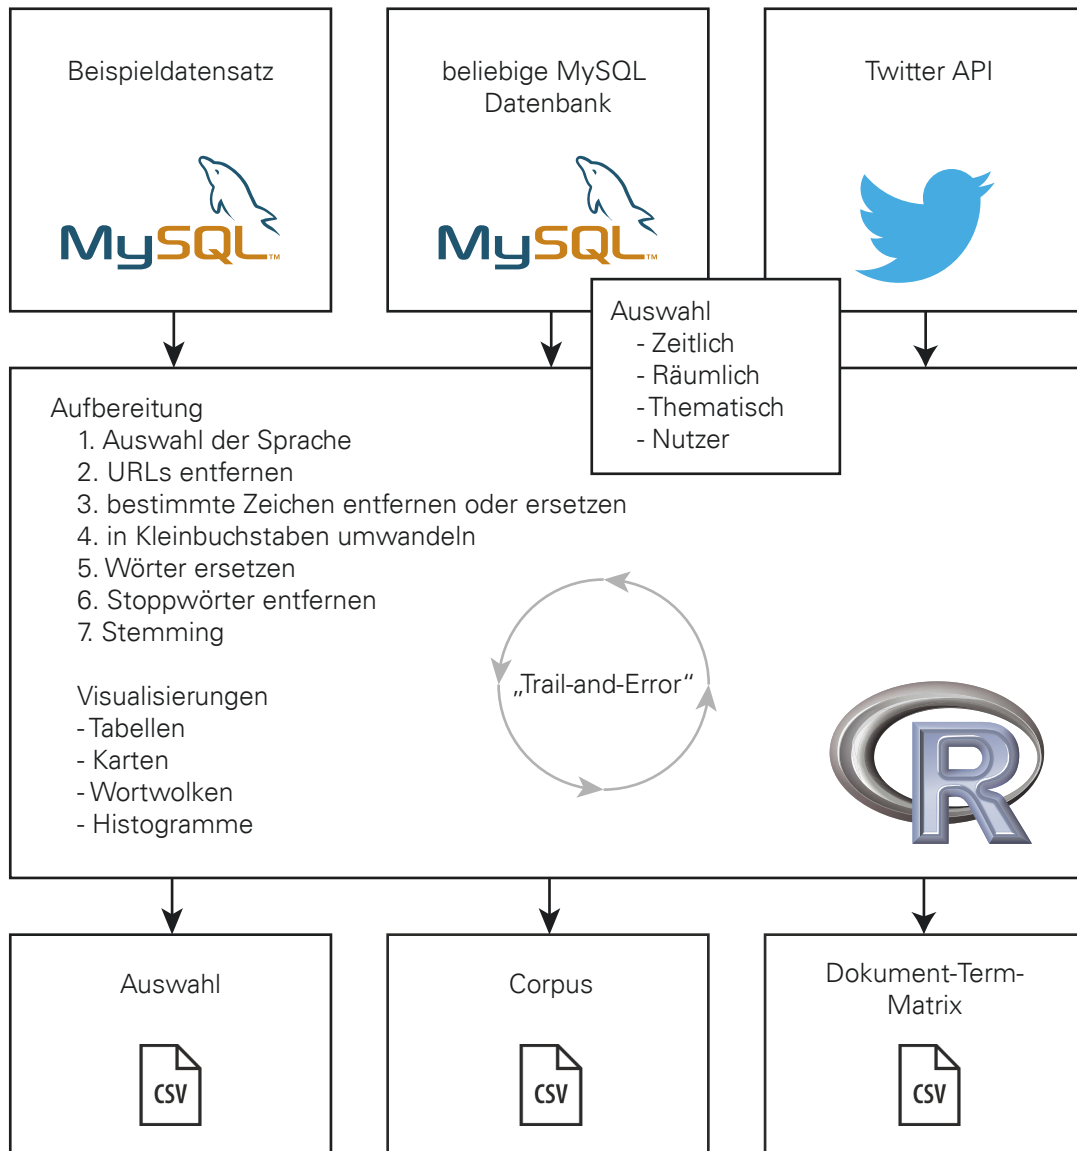 Beispieldatensatz
MySQL™
beliebige MySQL
Datenbank
MySQL™
Twitter API
Auswahl
- Zeitlich
- Räumlich
- Thematisch
- Nutzer
Aufbereitung
1. Auswahl der Sprache
2. URLs entfernen
3. bestimmte Zeichen entfernen oder ersetzen
4. in Kleinbuchstaben umwandeln
5. Wörter ersetzen
6. Stoppwörter entfernen
7. Stemming
Visualisierungen
- Tabellen
- Karten
- Wortwolken
- Histogramme
„Trail-and-Error“
R
Auswahl
CSV
Corpus
CSV
Dokument-Term-
Matrix
CSV